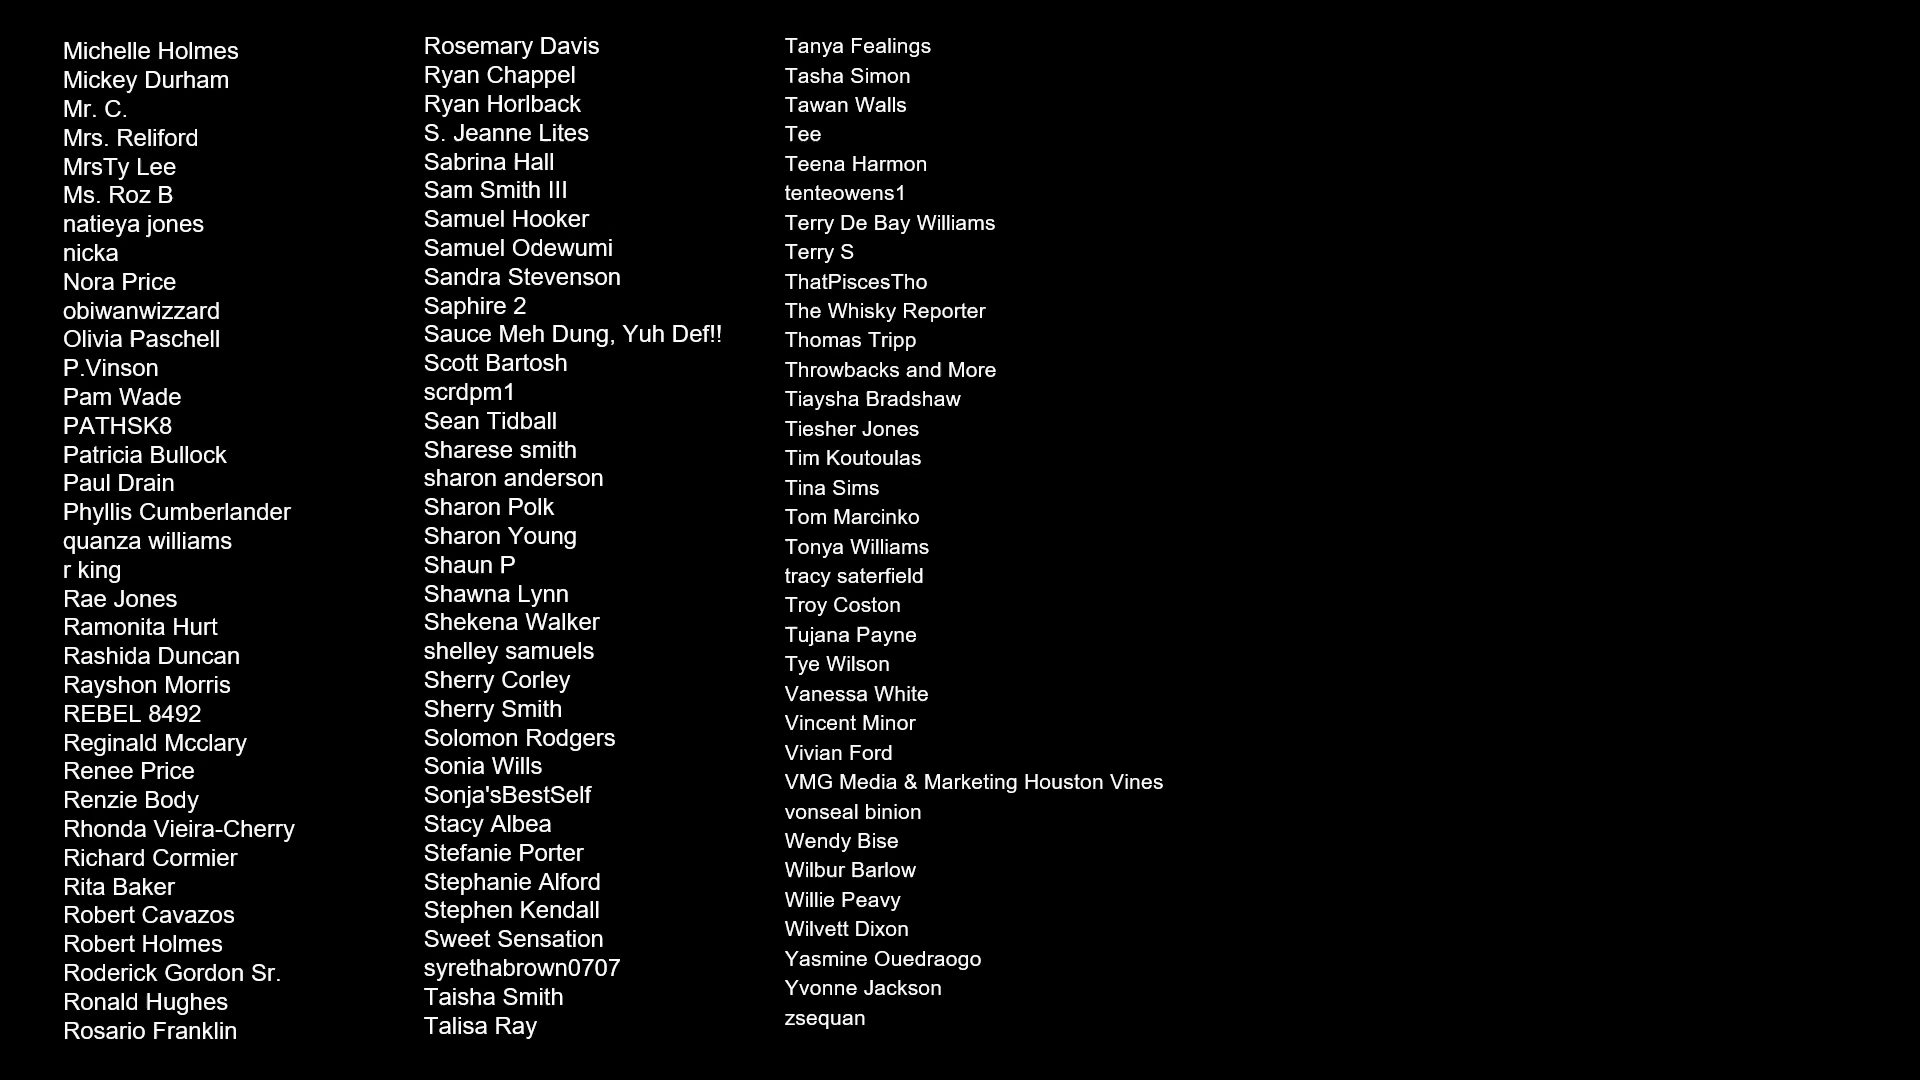 Michelle Holmes
Mickey Durham
Mr. C.
Mrs. Reliford
MrsTy Lee
Ms. Roz B
natieya jones
nicka
Nora Price
obiwanwizzard
Olivia Paschell
P.Vinson
Pam Wade
PATHSK8
Patricia Bullock
Paul Drain
Phyllis Cumberlander
quanza williams
r king
Rae Jones
Ramonita Hurt
Rashida Duncan
Rayshon Morris
REBEL 8492
Reginald Mcclary
Renee Price
Renzie Body
Rhonda Vieira-Cherry
Richard Cormier
Rita Baker
Robert Cavazos
Robert Holmes
Roderick Gordon Sr.
Ronald Hughes
Rosario Franklin
Rosemary Davis
Ryan Chappel
Ryan Horlback
S. Jeanne Lites
Sabrina Hall
Sam Smith III
Samuel Hooker
Samuel Odewumi
Sandra Stevenson
Saphire 2
Sauce Meh Dung, Yuh Def!!
Scott Bartosh
scrdpm1
Sean Tidball
Sharese smith
sharon anderson
Sharon Polk
Sharon Young
Shaun P
Shawna Lynn
Shekena Walker
shelley samuels
Sherry Corley
Sherry Smith
Solomon Rodgers
Sonia Wills
Sonja'sBestSelf
Stacy Albea
Stefanie Porter
Stephanie Alford
Stephen Kendall
Sweet Sensation
syrethabrown0707
Taisha Smith
Talisa Ray
Tanya Fealings
Tasha Simon
Tawan Walls
Tee
Teena Harmon
tenteowens1
Terry De Bay Williams
Terry S
ThatPiscesTho
The Whisky Reporter
Thomas Tripp
Throwbacks and More
Tiaysha Bradshaw
Tiesher Jones
Tim Koutoulas
Tina Sims
Tom Marcinko
Tonya Williams
tracy saterfield
Troy Coston
Tujana Payne
Tye Wilson
Vanessa White
Vincent Minor
Vivian Ford
VMG Media & Marketing Houston Vines
vonseal binion
Wendy Bise
Wilbur Barlow
Willie Peavy
Wilvett Dixon
Yasmine Ouedraogo
Yvonne Jackson
zsequan